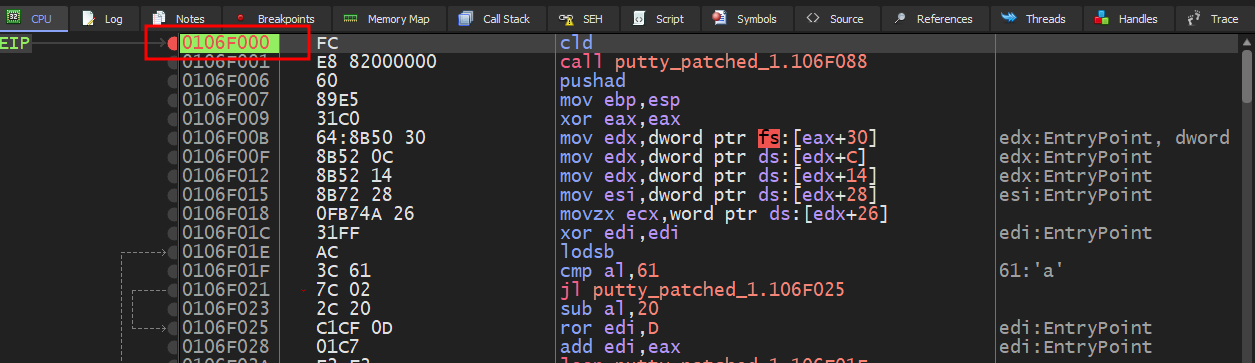 CPU Log Notes Breakpoints Memory Map Call Stack SEH Script Symbols Source References Threads Handles Trace
EIP 0106F000 FC cld
0106F001 E8 82000000 call putty_patched_1.106F088
0106F006 60 pushad
0106F007 89E5 mov ebp,esp
0106F009 31C0 xor eax,eax
0106F00B 64:8B50 30 mov edx,dword ptr fs:[eax+30] edx:EntryPoint, dword
0106F00F 8B52 0C mov edx,dword ptr ds:[edx+C] edx:EntryPoint
0106F012 8B52 14 mov edx,dword ptr ds:[edx+14] edx:EntryPoint
0106F015 8B72 28 mov esi,dword ptr ds:[edx+28] esi:EntryPoint
0106F018 0FB74A 26 movzx ecx,word ptr ds:[edx+26]
0106F01C 31FF xor edi,edi edi:EntryPoint
0106F01E AC lodsb
0106F01F 3C 61 cmp al,61 61:'a'
0106F021 7C 02 jl putty_patched_1.106F025
0106F023 2C 20 sub al,20
0106F025 C1CF 0D ror edi,D edi:EntryPoint
0106F028 01C7 add edi,eax edi:EntryPoint